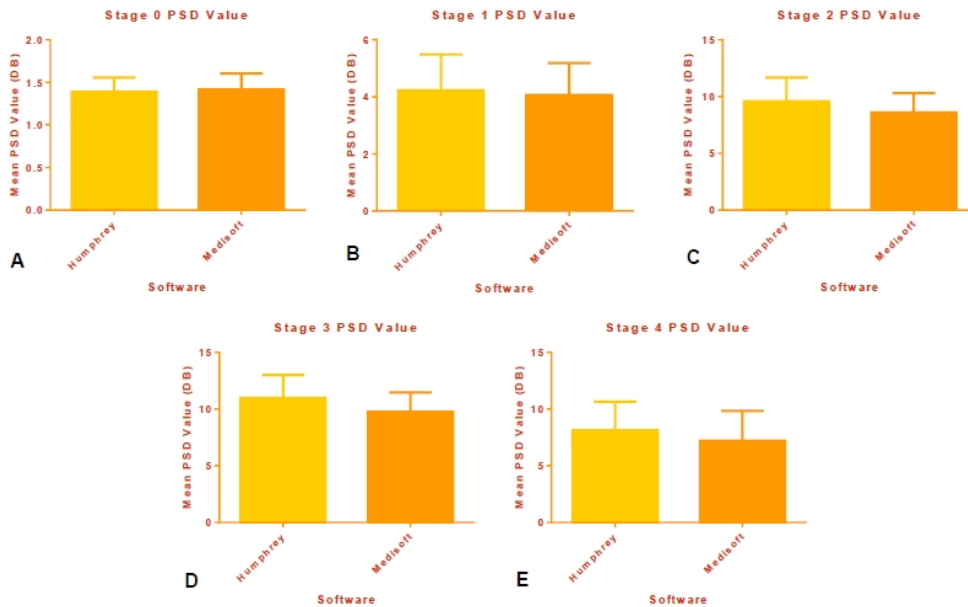 Stage 0 PSD Value
Mean PSD Value (DB)
2.0
1.5
1.0
0.5
0.0
Humphrey
Medisoft
Software
A
Stage 1 PSD Value
Mean PSD Value (DB)
6
4
2
0
Humphrey
Medisoft
Software
B
Stage 2 PSD Value
Mean PSD Value (DB)
15
10
5
0
Humphrey
Medisoft
Software
C
Stage 3 PSD Value
Mean PSD Value (DB)
15
10
5
0
Humphrey
Medisoft
Software
D
Stage 4 PSD Value
Mean PSD Value (DB)
15
10
5
0
Humphrey
Medisoft
Software
E